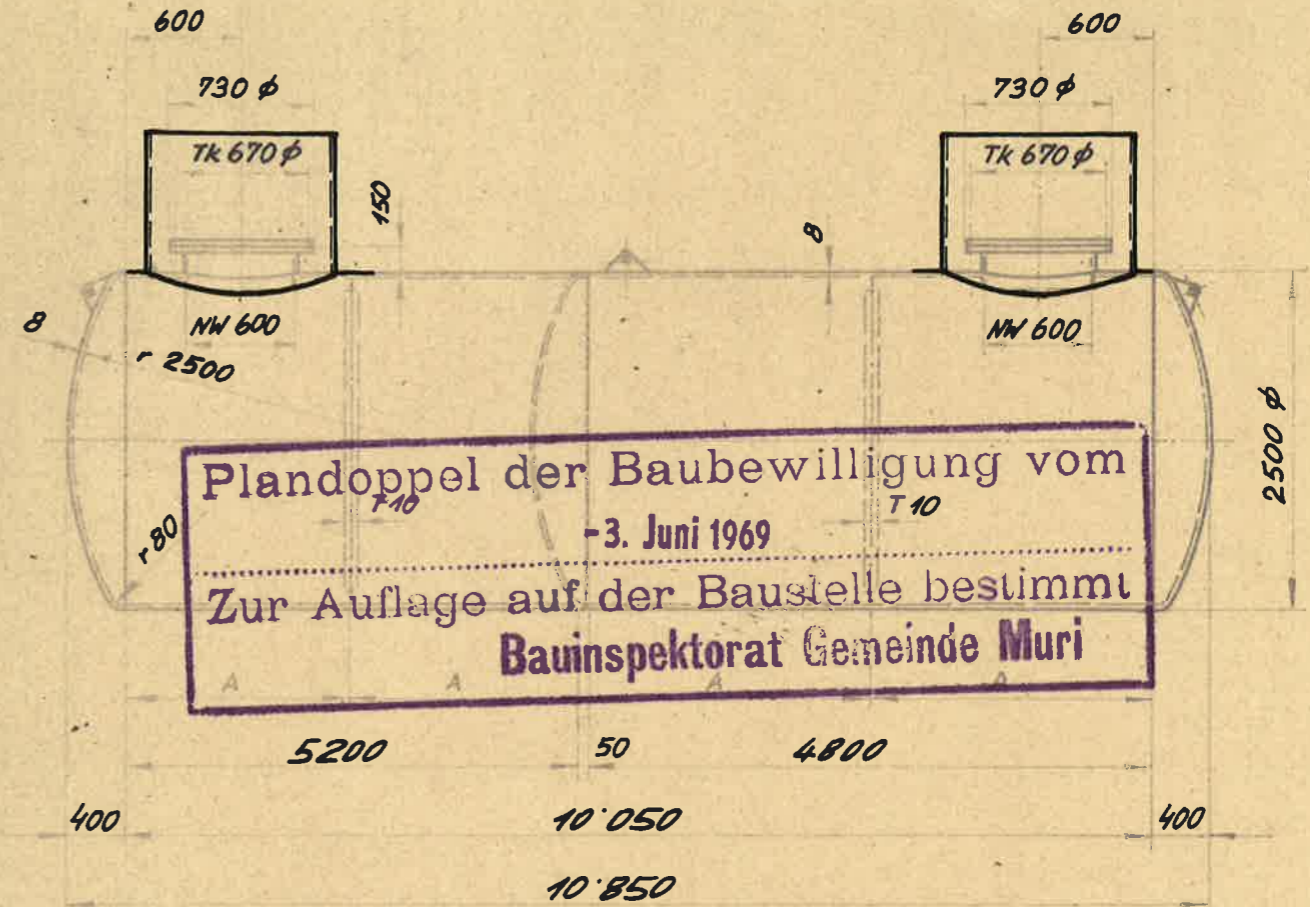 600
600
730 ϕ
730 ϕ
Tk 670 ϕ
Tk 670 ϕ
150
8
NW 600
NW 600
8
r 2500
2500 ϕ
Plandoppel der Baubewilligung vom
T 10
T 10
-3. Juni 1969
r 80
Zur Auflage auf der Baustelle bestimmt
Bauinspektorat Gemeinde Muri
A
A
A
A
5200
50
4800
400
10'050
400
10'850